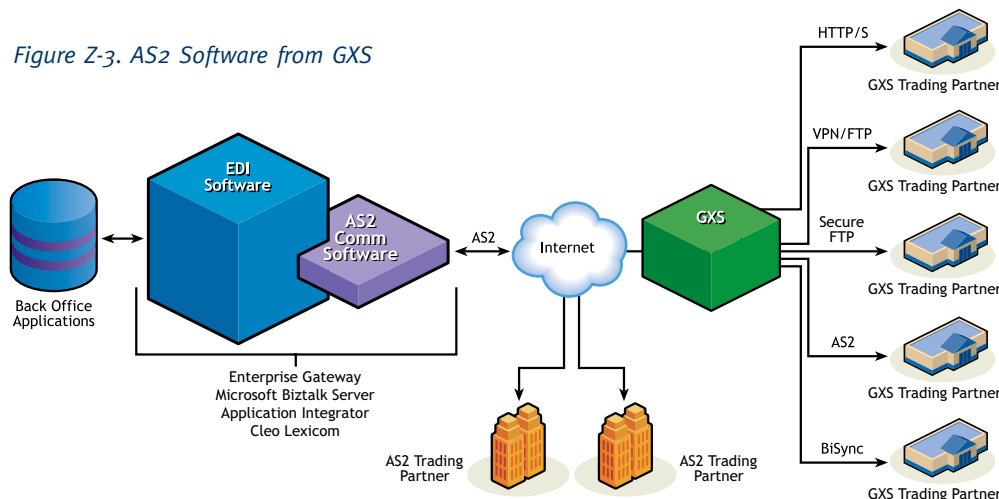 Figure Z-3. AS2 Software from GXS
HTTP/S
GXS Trading Partner
VPN/FTP
GXS Trading Partner
EDI
Software
AS2
Comm
Software
Back Office
Applications
AS2
Internet
GXS
Secure
FTP
GXS Trading Partner
AS2
GXS Trading Partner
Enterprise Gateway
Microsoft Biztalk Server
Application Integrator
Cleo Lexicom
AS2 Trading
Partner
AS2 Trading
Partner
BiSync
GXS Trading Partner